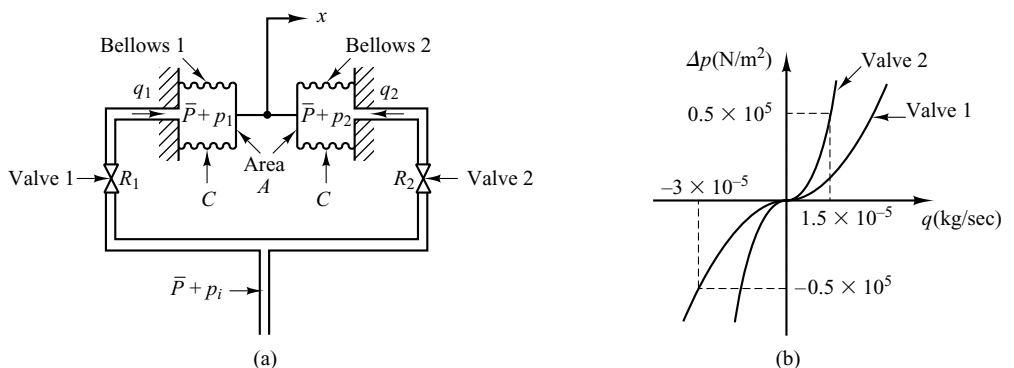 x
Bellows 1
Bellows 2
q₁
q₂
P̅ + p₁
P̅ + p₂
Area
A
Valve 1
R₁
R₂
Valve 2
C
C
P̅ + pᵢ
(a)
Δp(N/m²)
Valve 2
0.5 × 10⁵
Valve 1
–3 × 10⁻⁵
1.5 × 10⁻⁵
q(kg/sec)
–0.5 × 10⁵
(b)